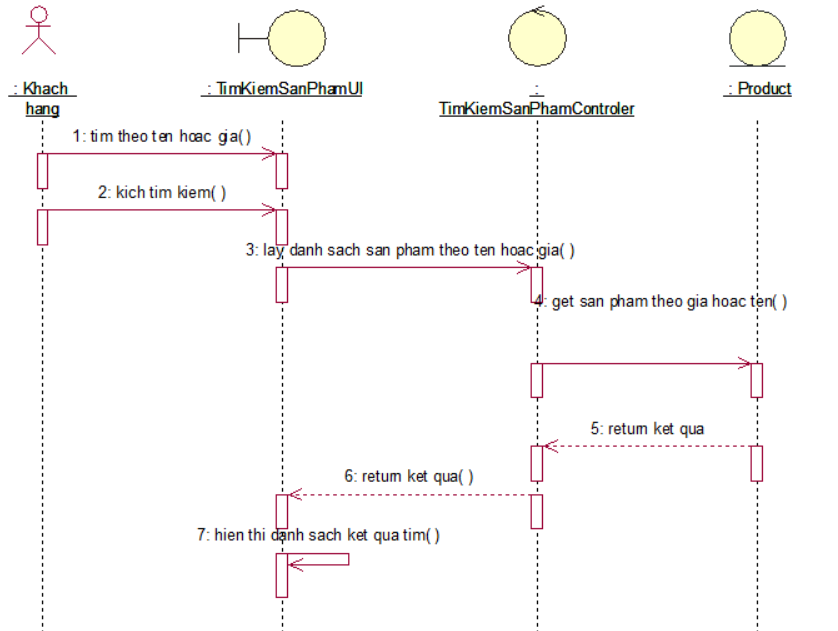 : Khach
hang
: TimKiemSanPhamUI
:
TimKiemSanPhamControler
: Product
1: tim theo ten hoac gia( )
2: kich tim kiem( )
3: lay danh sach san pham theo ten hoac gia( )
4: get san pham theo gia hoac ten( )
5: return ket qua
6: return ket qua( )
7: hien thi danh sach ket qua tim( )